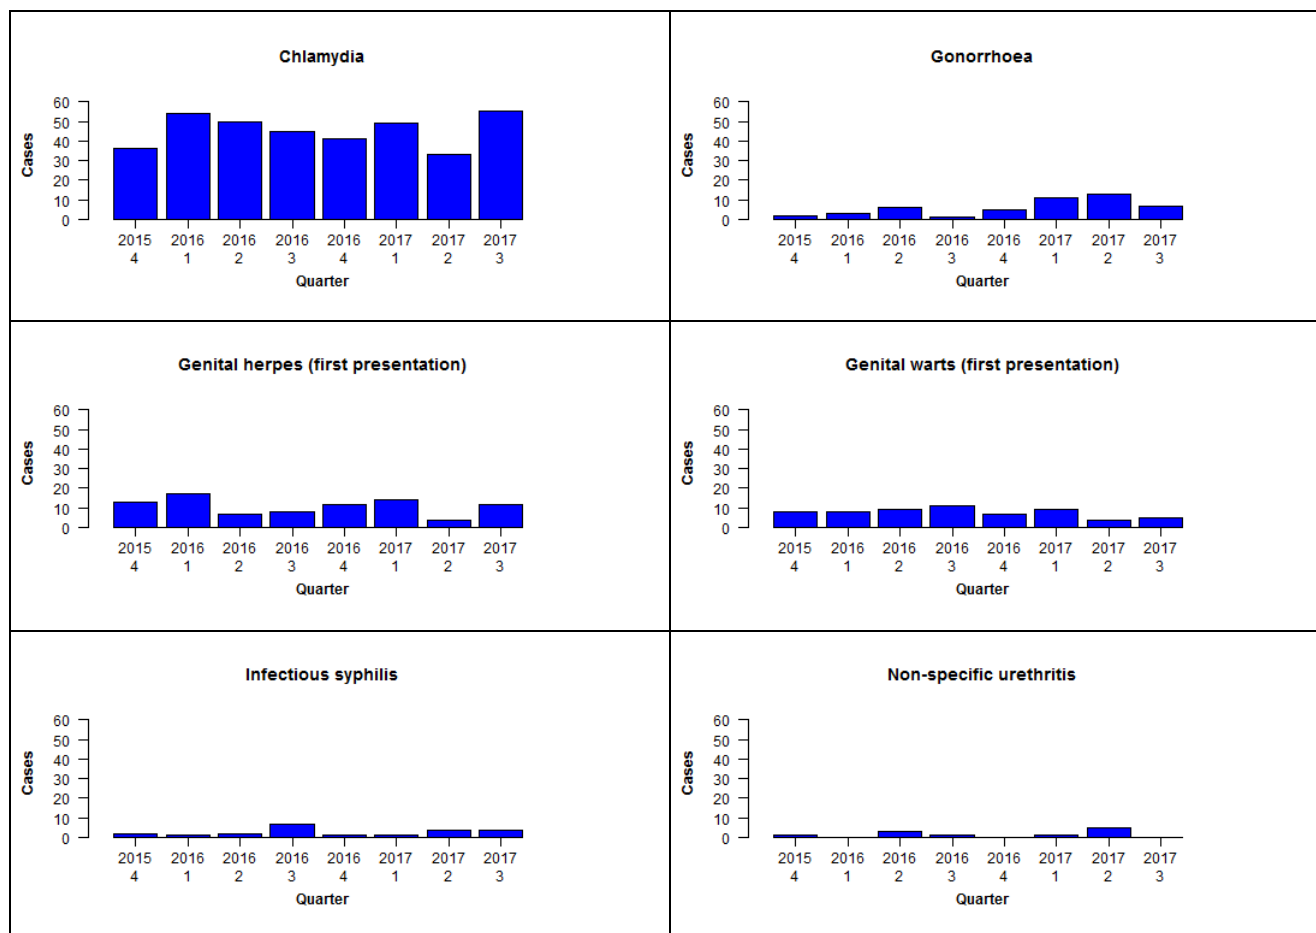 Chlamydia
Cases
60
50
40
30
20
10
0
2015 2016 2016 2016 2016 2017 2017 2017
4 1 2 3 4 1 2 3
Quarter
Gonorrhoea
Cases
60
50
40
30
20
10
0
2015 2016 2016 2016 2016 2017 2017 2017
4 1 2 3 4 1 2 3
Quarter
Genital herpes (first presentation)
Cases
60
50
40
30
20
10
0
2015 2016 2016 2016 2016 2017 2017 2017
4 1 2 3 4 1 2 3
Quarter
Genital warts (first presentation)
Cases
60
50
40
30
20
10
0
2015 2016 2016 2016 2016 2017 2017 2017
4 1 2 3 4 1 2 3
Quarter
Infectious syphilis
Cases
60
50
40
30
20
10
0
2015 2016 2016 2016 2016 2017 2017 2017
4 1 2 3 4 1 2 3
Quarter
Non-specific urethritis
Cases
60
50
40
30
20
10
0
2015 2016 2016 2016 2016 2017 2017 2017
4 1 2 3 4 1 2 3
Quarter